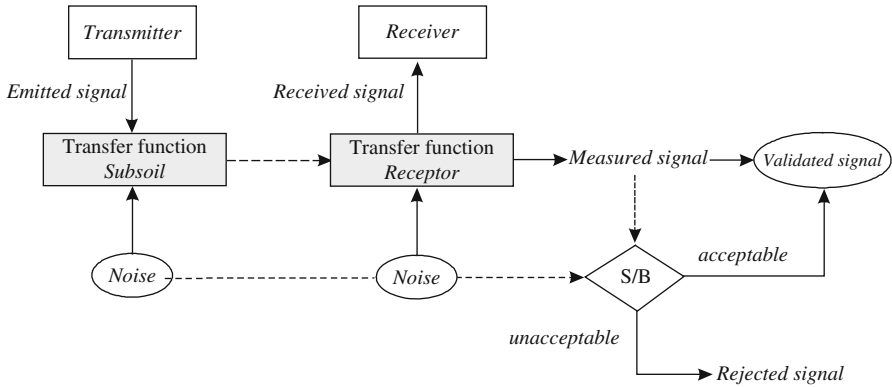 Transmitter
Receiver
Emitted signal
Received signal
Transfer function
Subsoil
Transfer function
Receptor
Measured signal
Validated signal
Noise
Noise
S/B
acceptable
unacceptable
Rejected signal